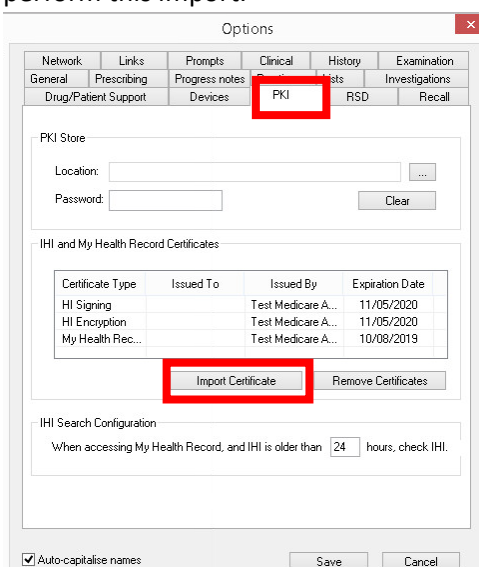 perform this import.
Options
Network Links Prompts Clinical History Examination
General Prescribing Progress notes Lists Investigations
Drug/Patient Support Devices PKI RSD Recall
PKI Store
Location: ...
Password: Clear
IHI and My Health Record Certificates
Certificate Type Issued To Issued By Expiration Date
HI Signing Test Medicare A... 11/05/2020
HI Encryption Test Medicare A... 11/05/2020
My Health Rec... Test Medicare A... 10/08/2019
Import Certificate Remove Certificates
IHI Search Configuration
When accessing My Health Record, and IHI is older than 24 hours, check IHI.
Auto-capitalise names Save Cancel